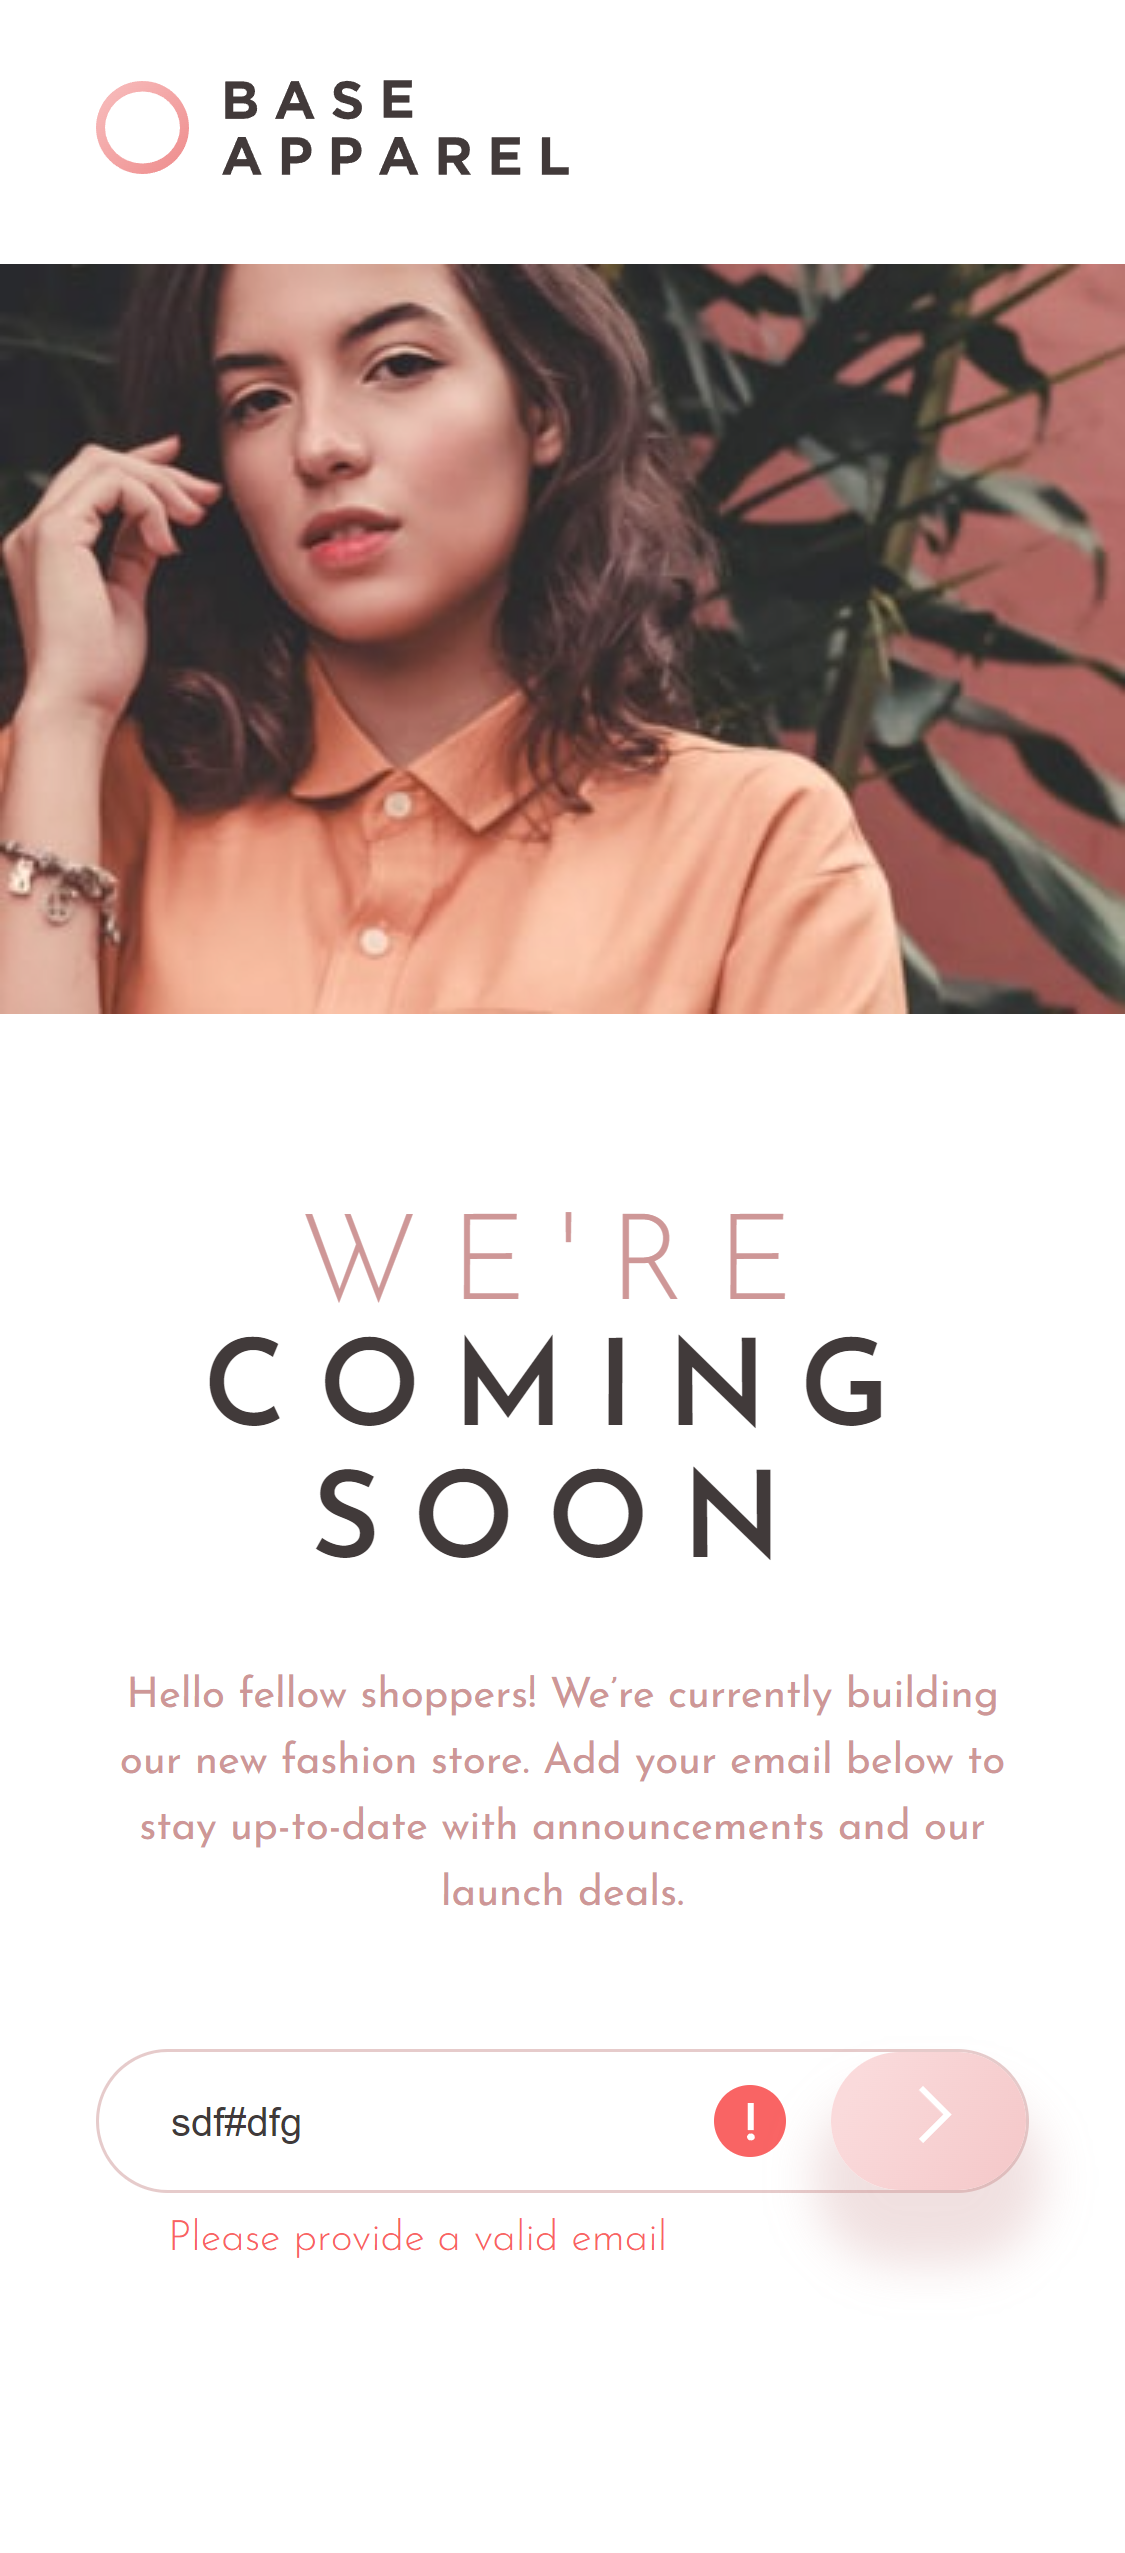 BASE
APPAREL
WE'RE
COMING
SOON
Hello fellow shoppers! We’re currently building
our new fashion store. Add your email below to
stay up-to-date with announcements and our
launch deals.
sdf#dfg
!
Please provide a valid email